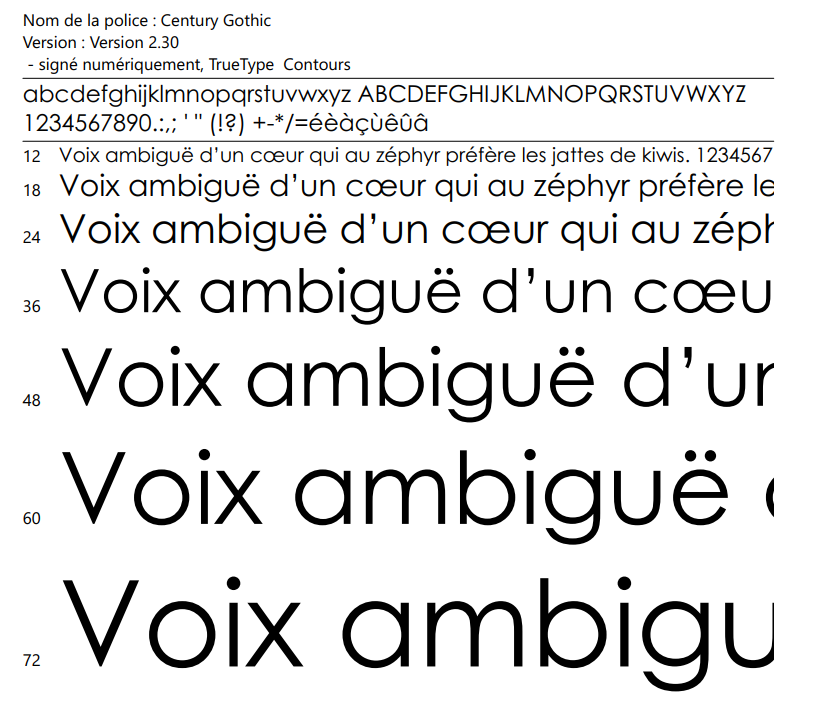 Nom de la police : Century Gothic
Version : Version 2.30
- signé numériquement, TrueType Contours
abcdefghijklmnopqrstuvwxyz ABCDEFGHIJKLMNOPQRSTUVWXYZ
1234567890.:,; ' " (!?) +-*/=éèàçùêûâ
12 Voix ambiguë d’un cœur qui au zéphyr préfère les jattes de kiwis. 1234567
18 Voix ambiguë d’un cœur qui au zéphyr préfère le
24 Voix ambiguë d’un cœur qui au zéph
36 Voix ambiguë d’un cœu
48 Voix ambiguë d’un
60 Voix ambiguë
72 Voix ambigu